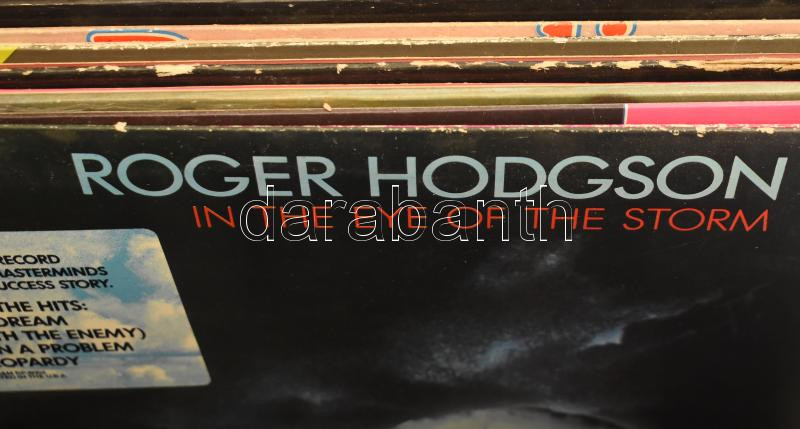 ROGER HODGSON
IN THE EYE OF THE STORM
darabanth
RECORD
MASTERMINDS
SUCCESS STORY.
THE HITS:
DREAM
TH THE ENEMY)
N A PROBLEM
OPARDY